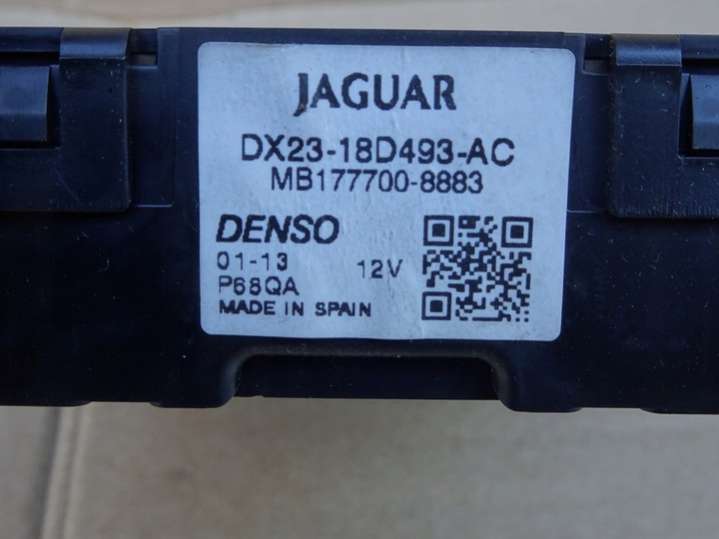 JAGUAR
DX23-18D493-AC
MB177700-8883
DENSO
01-13 12V
P68QA
MADE IN SPAIN